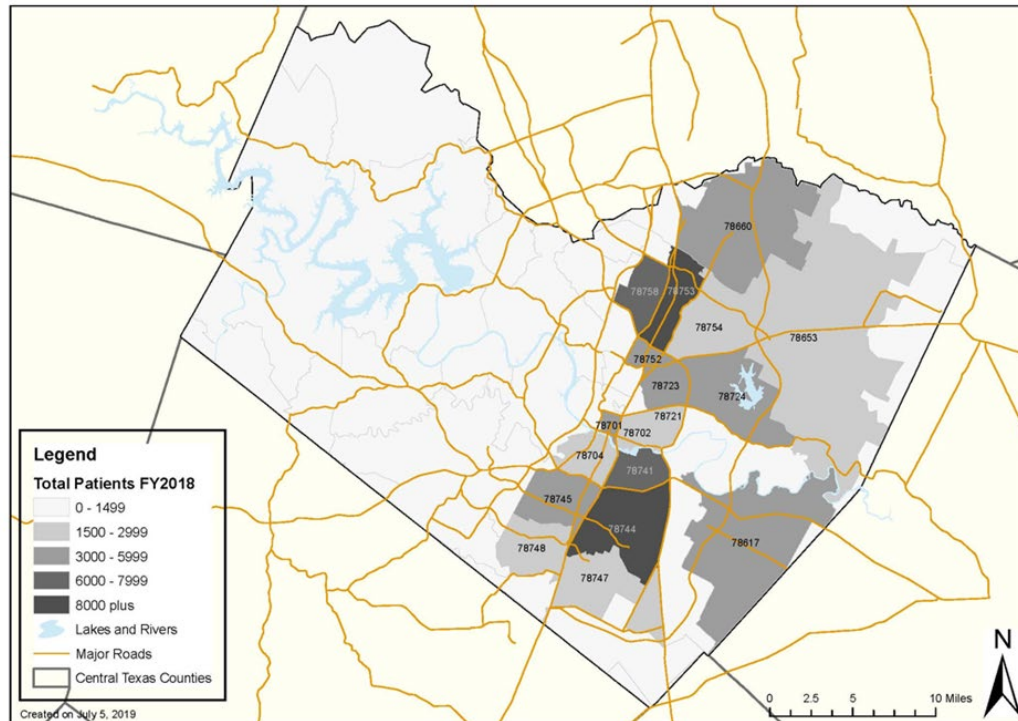 78660
78758
78753
78754
78653
78752
78723
78724
78721
78701
78702
78704
78741
78745
78744
78748
78617
78747
Legend
Total Patients FY2018
0 - 1499
1500 - 2999
3000 - 5999
6000 - 7999
8000 plus
Lakes and Rivers
Major Roads
Central Texas Counties
Created on July 5, 2019
N
0 2.5 5 10 Miles